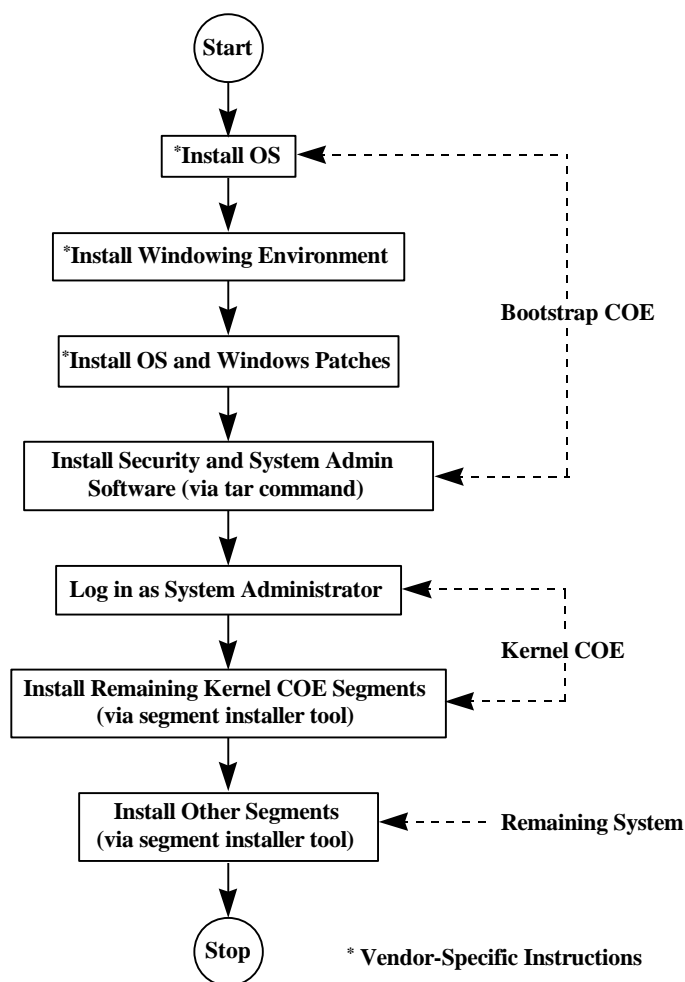 Start
*Install OS
*Install Windowing Environment
Bootstrap COE
*Install OS and Windows Patches
Install Security and System Admin
Software (via tar command)
Log in as System Administrator
Kernel COE
Install Remaining Kernel COE Segments
(via segment installer tool)
Install Other Segments
(via segment installer tool)
Remaining System
Stop
* Vendor-Specific Instructions